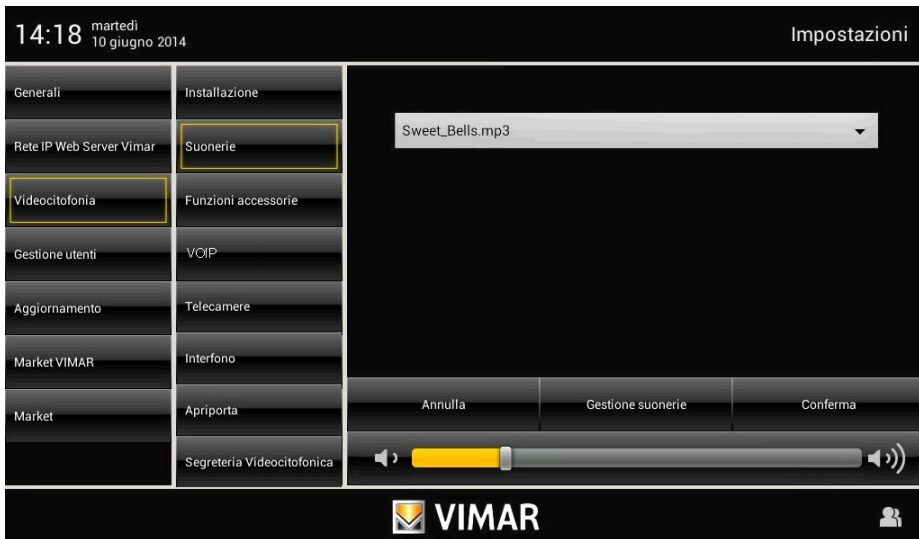 14:18 martedì
10 giugno 2014
Impostazioni
Generali
Rete IP Web Server Vimar
Videocitofonia
Gestione utenti
Aggiornamento
Market VIMAR
Market
Installazione
Suonerie
Funzioni accessorie
VOIP
Telecamere
Interfono
Apriporta
Segreteria Videocitofonica
Sweet_Bells.mp3
Annulla
Gestione suonerie
Conferma
VIMAR